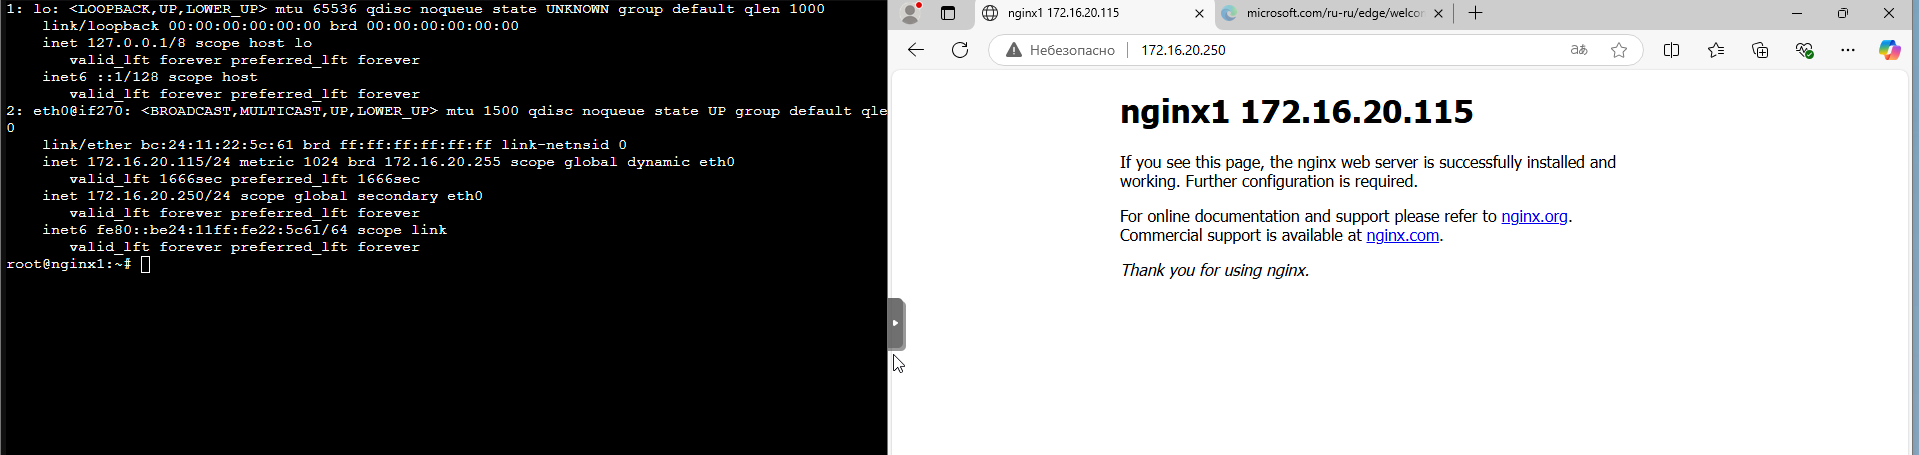 1: lo: <LOOPBACK,UP,LOWER_UP> mtu 65536 qdisc noqueue state UNKNOWN group default qlen 1000
    link/loopback 00:00:00:00:00:00 brd 00:00:00:00:00:00
    inet 127.0.0.1/8 scope host lo
       valid_lft forever preferred_lft forever
    inet6 ::1/128 scope host
       valid_lft forever preferred_lft forever
2: eth0@if270: <BROADCAST,MULTICAST,UP,LOWER_UP> mtu 1500 qdisc noqueue state UP group default qle
0
    link/ether bc:24:11:22:5c:61 brd ff:ff:ff:ff:ff:ff link-netnsid 0
    inet 172.16.20.115/24 metric 1024 brd 172.16.20.255 scope global dynamic eth0
       valid_lft 1666sec preferred_lft 1666sec
    inet 172.16.20.250/24 scope global secondary eth0
       valid_lft forever preferred_lft forever
    inet6 fe80::be24:11ff:fe22:5c61/64 scope link
       valid_lft forever preferred_lft forever
root@nginx1:~#
nginx1 172.16.20.115
microsoft.com/ru-ru/edge/welcor
Небезопасно
172.16.20.250
aあ
nginx1 172.16.20.115
If you see this page, the nginx web server is successfully installed and
working. Further configuration is required.
For online documentation and support please refer to nginx.org.
Commercial support is available at nginx.com.
Thank you for using nginx.